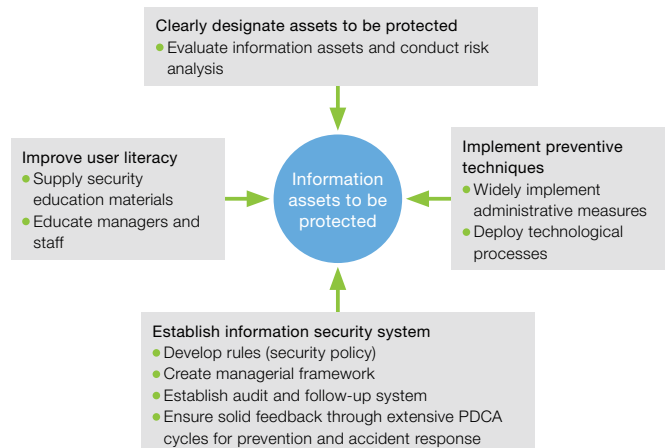 Clearly designate assets to be protected
• Evaluate information assets and conduct risk
analysis
Improve user literacy
• Supply security
education materials
• Educate managers and
staff
Information
assets to be
protected
Implement preventive
techniques
• Widely implement
administrative measures
• Deploy technological
processes
Establish information security system
• Develop rules (security policy)
• Create managerial framework
• Establish audit and follow-up system
• Ensure solid feedback through extensive PDCA
cycles for prevention and accident response